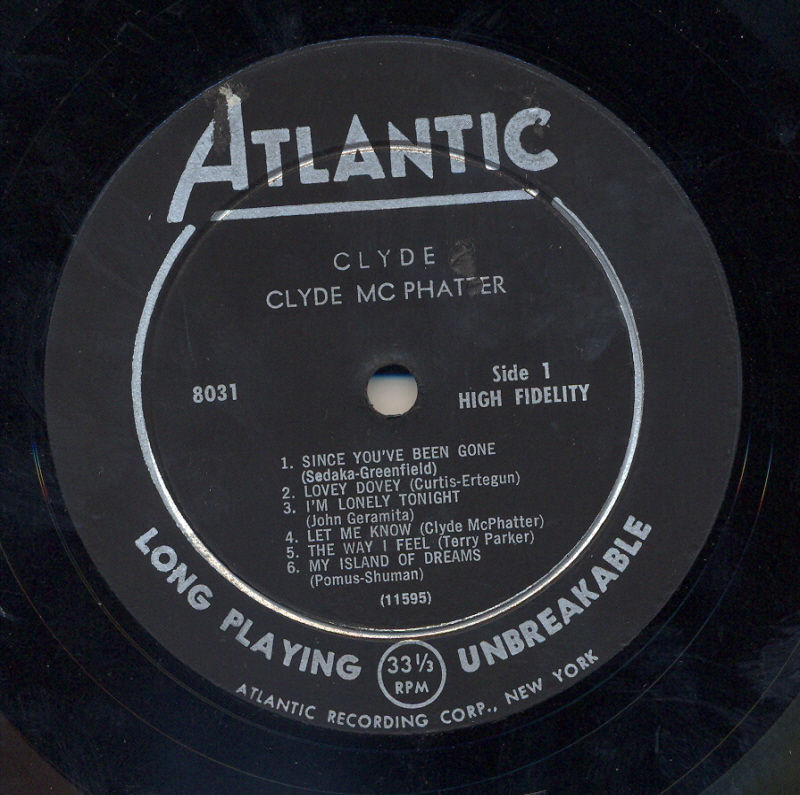 ATLANTIC
CLYDE
CLYDE MC PHATTER
8031
Side 1
HIGH FIDELITY
1. SINCE YOU'VE BEEN GONE
(Sedaka-Greenfield)
2. LOVEY DOVEY (Curtis-Ertegun)
3. I'M LONELY TONIGHT
(John Geramita)
4. LET ME KNOW (Clyde McPhatter)
5. THE WAY I FEEL (Terry Parker)
6. MY ISLAND OF DREAMS
(Pomus-Shuman)
(11595)
LONG PLAYING 33 1/3 RPM UNBREAKABLE
ATLANTIC RECORDING CORP., NEW YORK